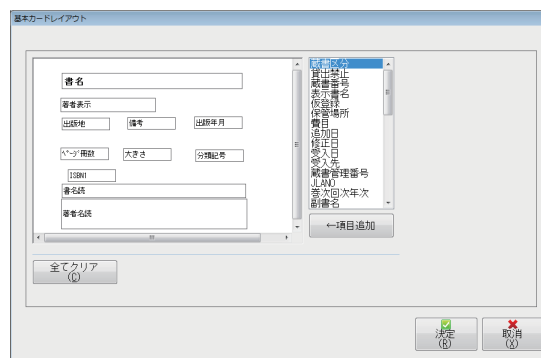 基本カードレイアウト
書名
著者表示
出版地 備考 出版年月
ページ冊数 大きさ 分類記号
ISBN1
書名読
著者名読
蔵書区分
貸出禁止
蔵書番号
表示書名
仮登録
保管場所
費目
追加日
修正日
受入日
受入先
蔵書管理番号
JLANO
巻次回次年次
副書名
←項目追加
全てクリア
(C)
決定
(R)
取消
(X)